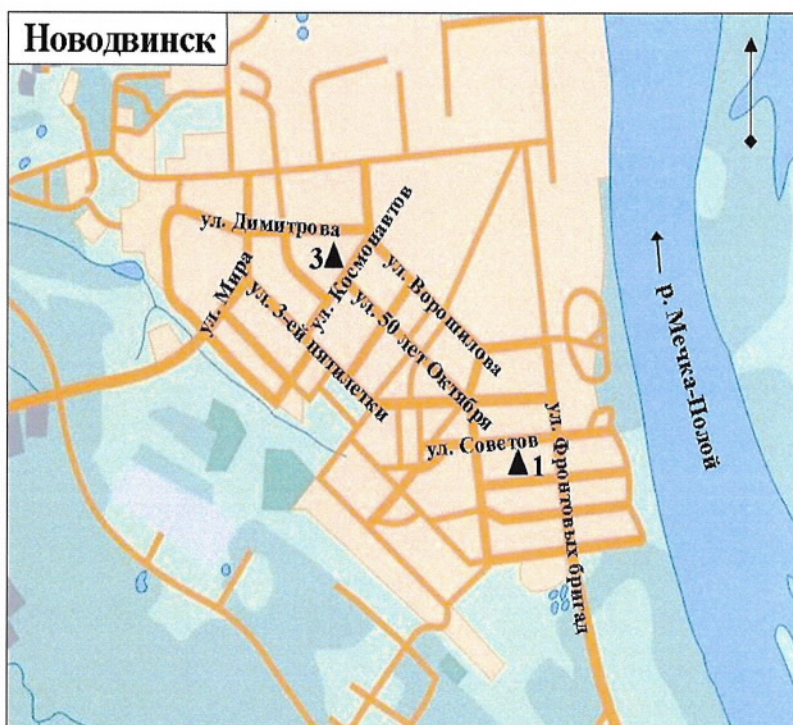 Новодвинск
ул. Димитрова
ул. Космонавтов
3
ул. Мира
ул. Ворошилова
ул. 3-ей пятилетки
ул. 50 лет Октября
р. Мечка-Полой
ул. Советов
1
ул. Фронтовых бригад